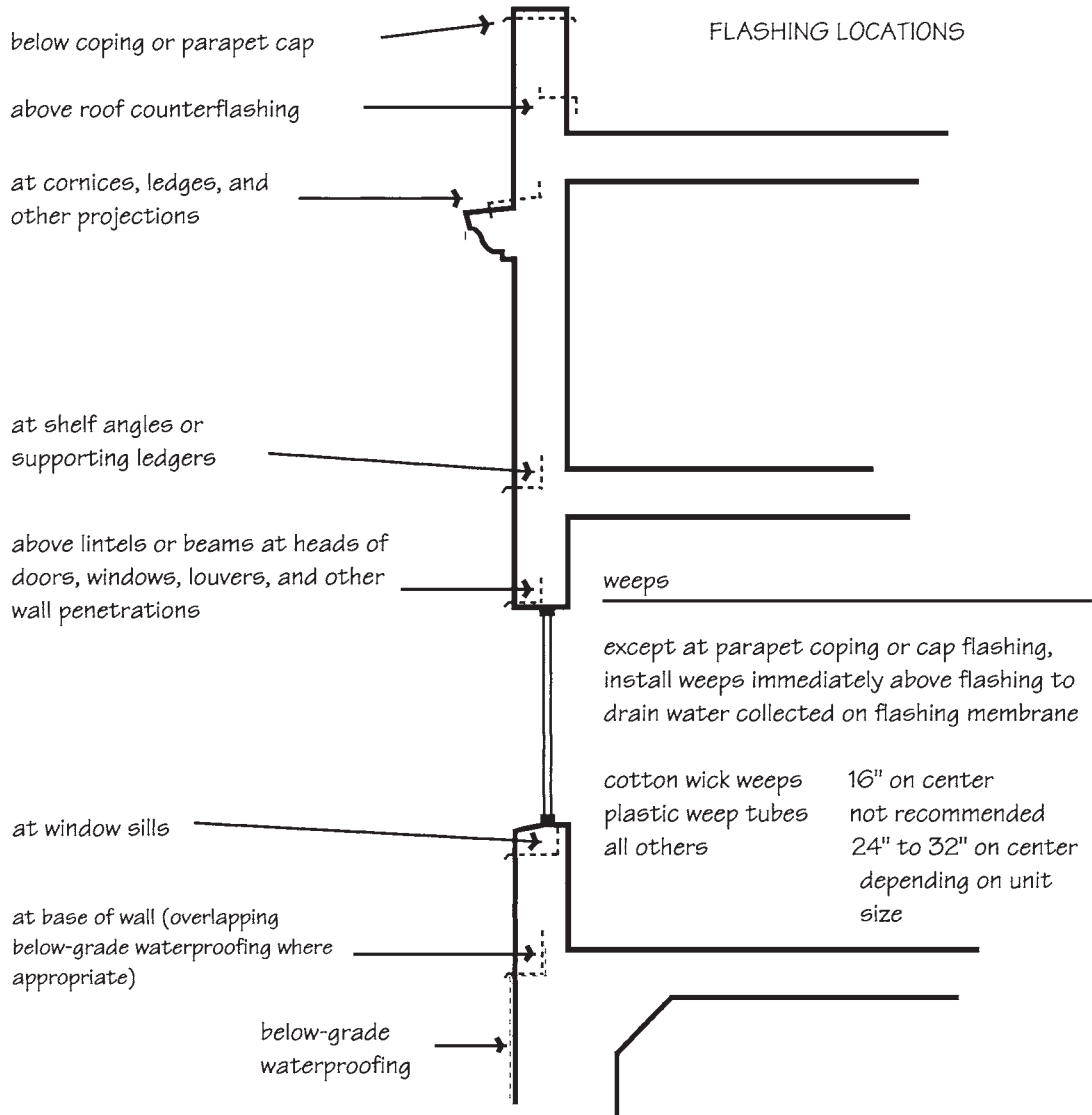 FLASHING LOCATIONS
below coping or parapet cap
above roof counterflashing
at cornices, ledges, and
other projections
at shelf angles or
supporting ledgers
above lintels or beams at heads of
doors, windows, louvers, and other
wall penetrations
weeps
except at parapet coping or cap flashing,
install weeps immediately above flashing to
drain water collected on flashing membrane
cotton wick weeps 16" on center
plastic weep tubes not recommended
all others 24" to 32" on center
depending on unit
size
at window sills
at base of wall (overlapping
below-grade waterproofing where
appropriate)
below-grade
waterproofing